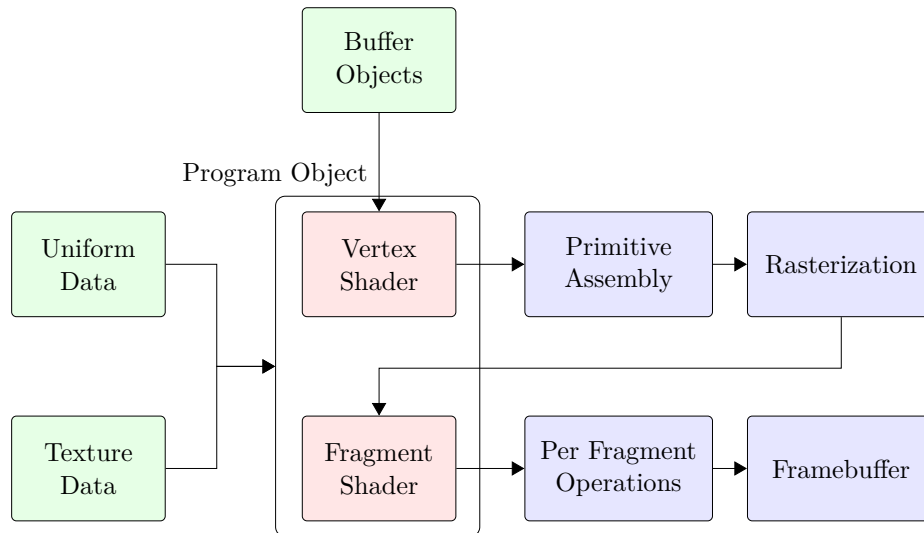 Buffer
Objects
Program Object
Uniform
Data
Vertex
Shader
Primitive
Assembly
Rasterization
Texture
Data
Fragment
Shader
Per Fragment
Operations
Framebuffer